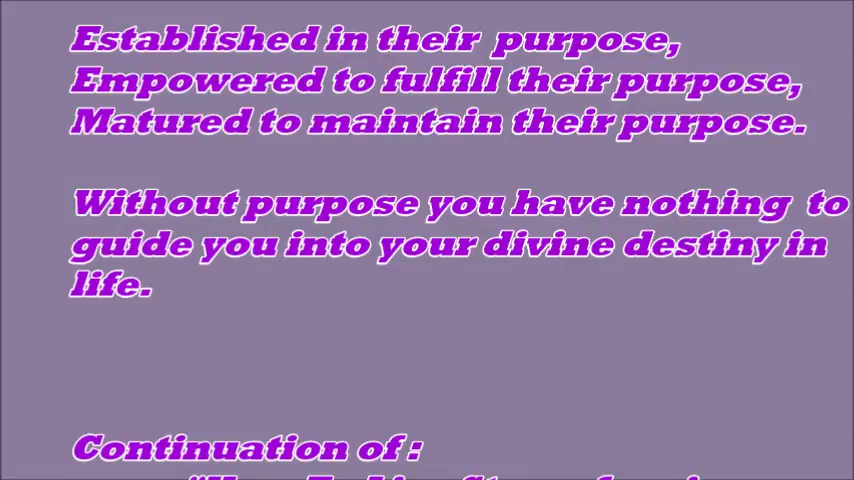 Established in their purpose,
Empowered to fulfill their purpose,
Matured to maintain their purpose.
Without purpose you have nothing to
guide you into your divine destiny in
life.
Continuation of :